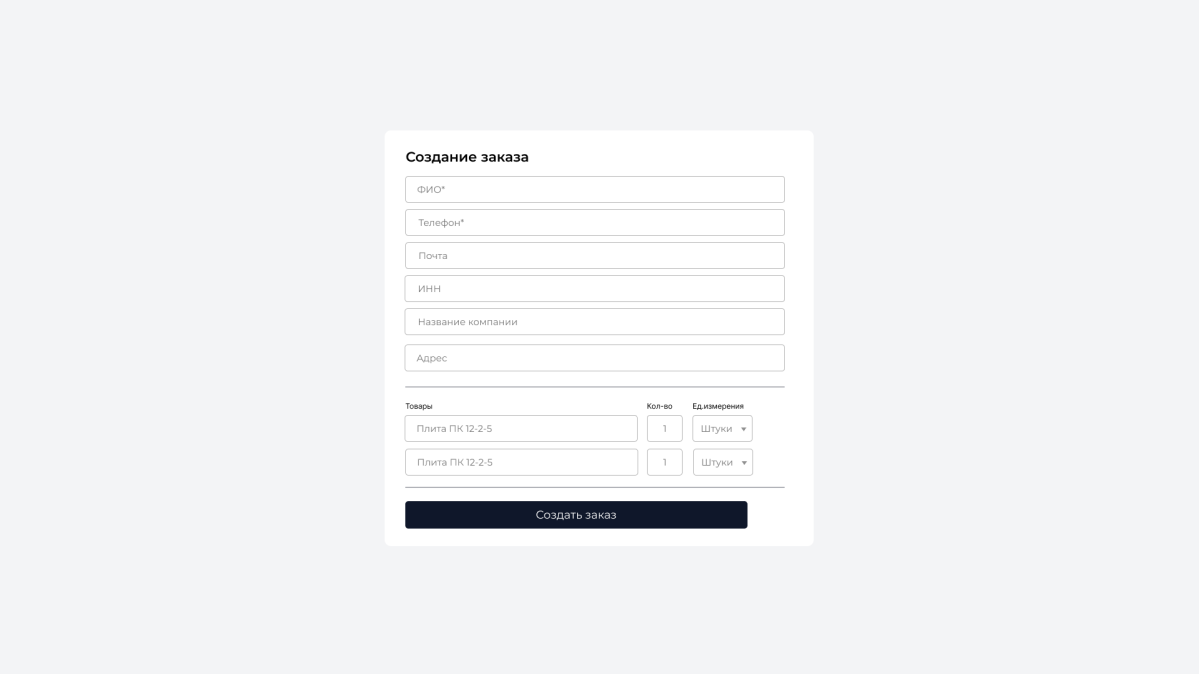 Создание заказа
ФИО*
Телефон*
Почта
ИНН
Название компании
Адрес
Товары Кол-во Ед.измерения
Плита ПК 12-2-5 1 Штуки
Плита ПК 12-2-5 1 Штуки
Создать заказ